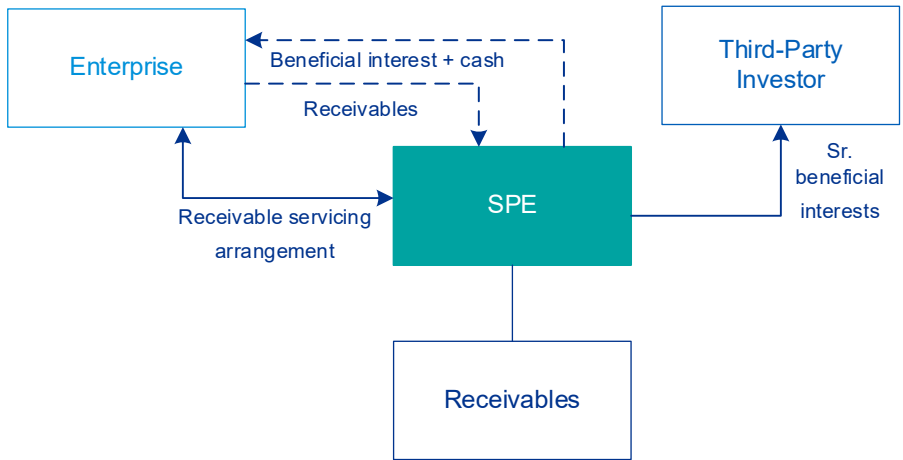 Enterprise
Beneficial interest + cash
Receivables
Third-Party
Investor
Sr.
beneficial
interests
SPE
Receivable servicing
arrangement
Receivables